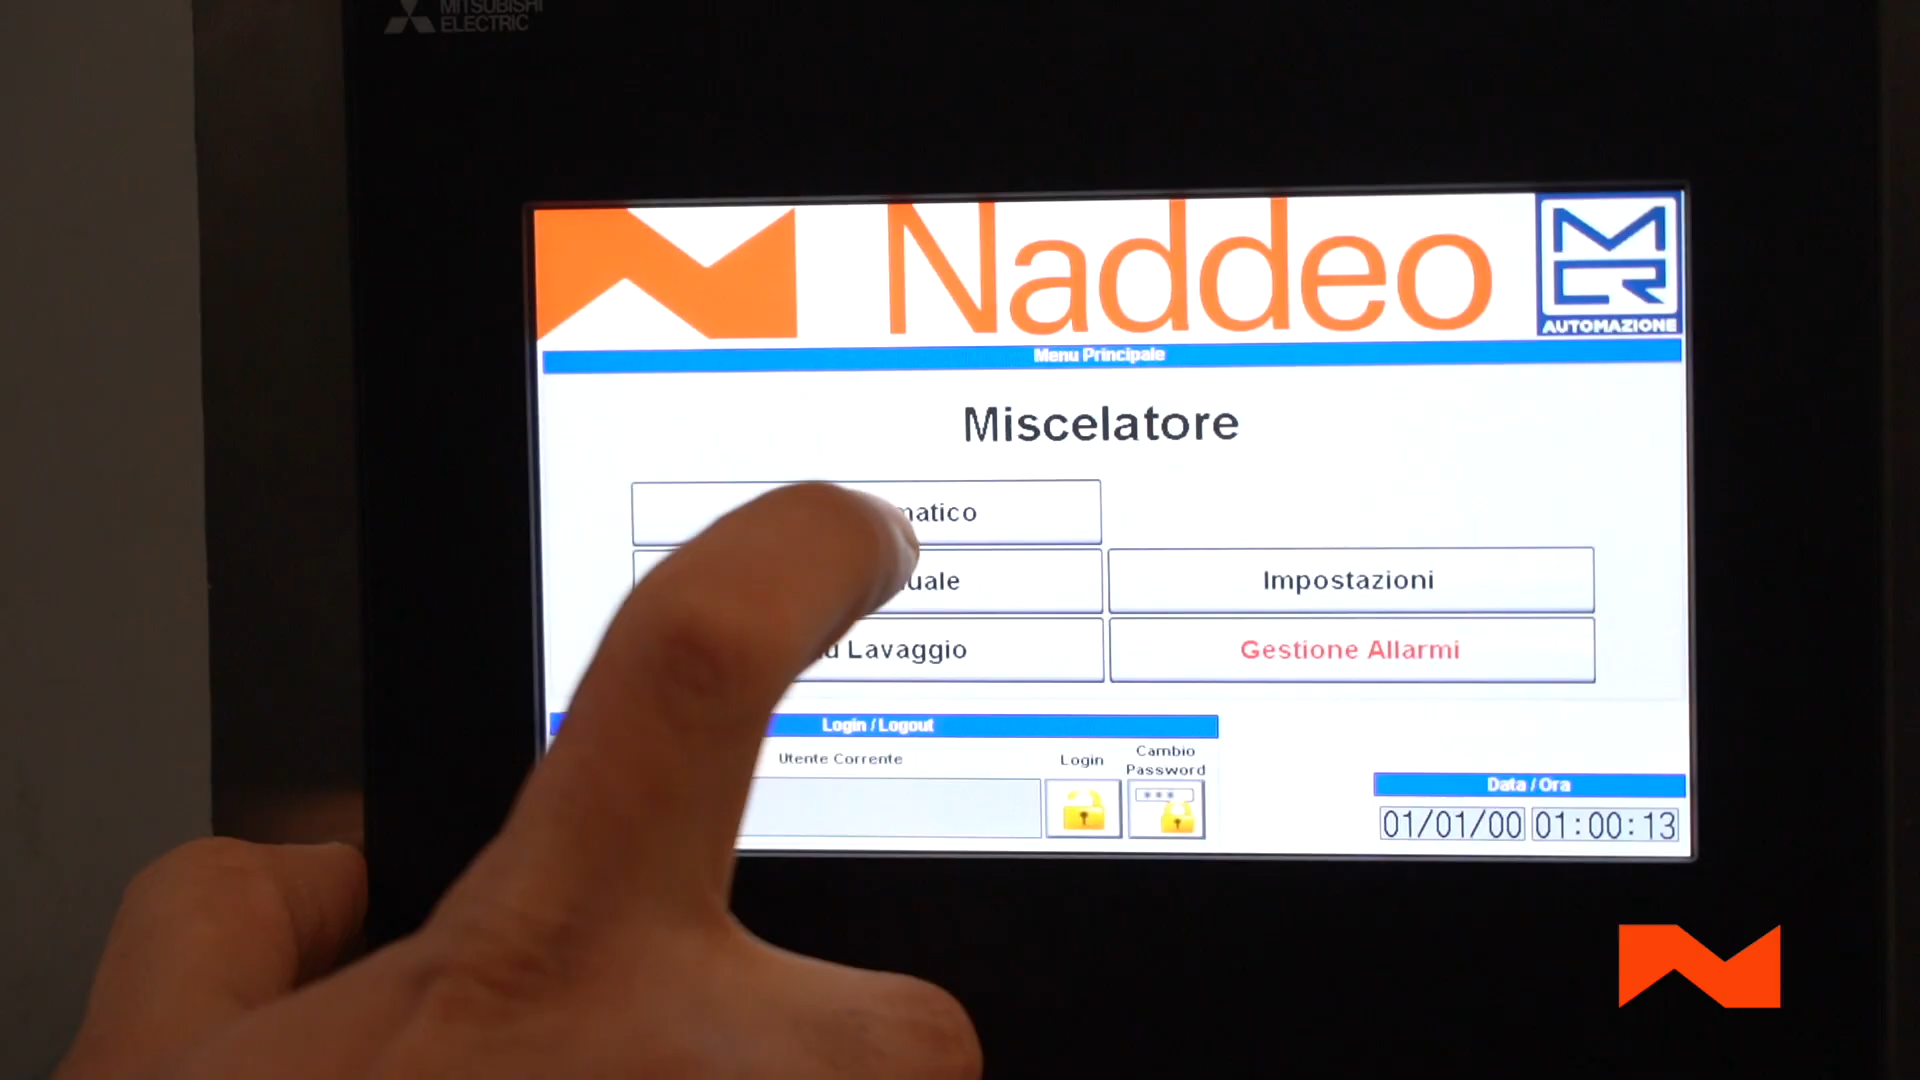 MITSUBISHI
ELECTRIC
Naddeo
MCR
AUTOMAZIONE
Menu Principale
Miscelatore
matico
uale
Impostazioni
Lavaggio
Gestione Allarmi
Login / Logout
Utente Corrente
Login
Cambio
Password
***
Data / Ora
01/01/00 01:00:13